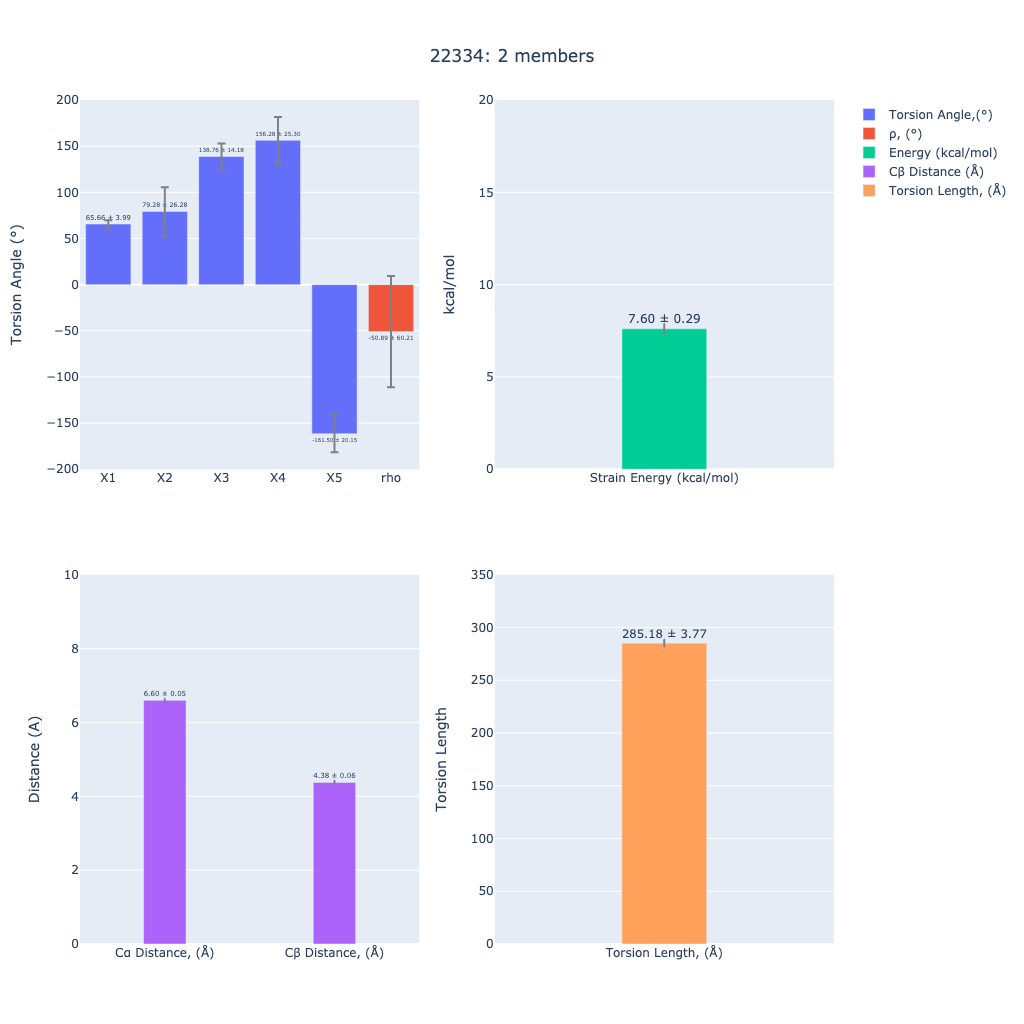 22334: 2 members
Torsion Angle (°)
200
150
100
50
0
−50
−100
−150
−200
65.66 ± 3.99
79.28 ± 26.28
138.76 ± 14.18
156.28 ± 25.30
-161.50 ± 20.15
-50.89 ± 60.21
X1 X2 X3 X4 X5 rho
kcal/mol
20
15
10
5
0
7.60 ± 0.29
Strain Energy (kcal/mol)
Torsion Angle,(°)
ρ, (°)
Energy (kcal/mol)
Cβ Distance (Å)
Torsion Length, (Å)
Distance (A)
10
8
6
4
2
0
6.60 ± 0.05
4.38 ± 0.06
Cα Distance, (Å) Cβ Distance, (Å)
Torsion Length
350
300
250
200
150
100
50
0
285.18 ± 3.77
Torsion Length, (Å)